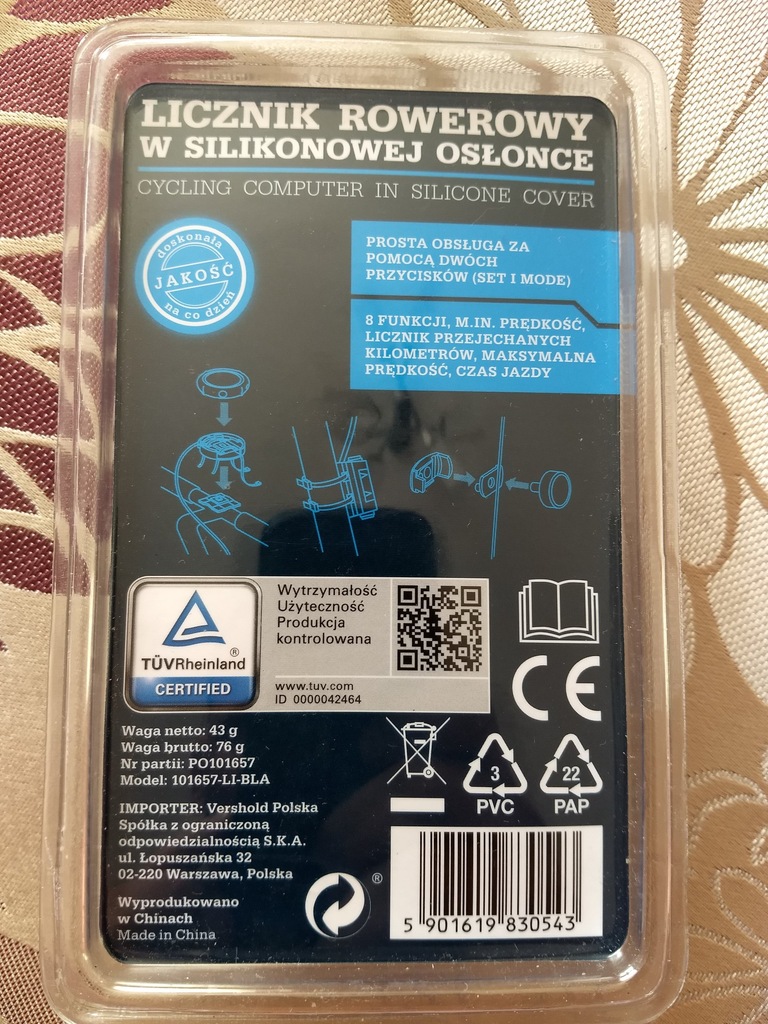 LICZNIK ROWEROWY
W SILIKONOWEJ OSŁONCE
CYCLING COMPUTER IN SILICONE COVER
doskonała
JAKOŚĆ
na co dzień
PROSTA OBSŁUGA ZA
POMOCĄ DWÓCH
PRZYCISKÓW (SET I MODE)
8 FUNKCJI, M.IN. PRĘDKOŚĆ,
LICZNIK PRZEJECHANYCH
KILOMETRÓW, MAKSYMALNA
PRĘDKOŚĆ, CZAS JAZDY
TÜVRheinland®
CERTIFIED
Wytrzymałość
Użyteczność
Produkcja
kontrolowana
www.tuv.com
ID 0000042464
CE
Waga netto: 43 g
Waga brutto: 76 g
Nr partii: PO101657
Model: 101657-LI-BLA
3
PVC
22
PAP
IMPORTER: Vershold Polska
Spółka z ograniczoną
odpowiedzialnością S.K.A.
ul. Łopuszańska 32
02-220 Warszawa, Polska
Wyprodukowano
w Chinach
Made in China
®
5 901619 830543